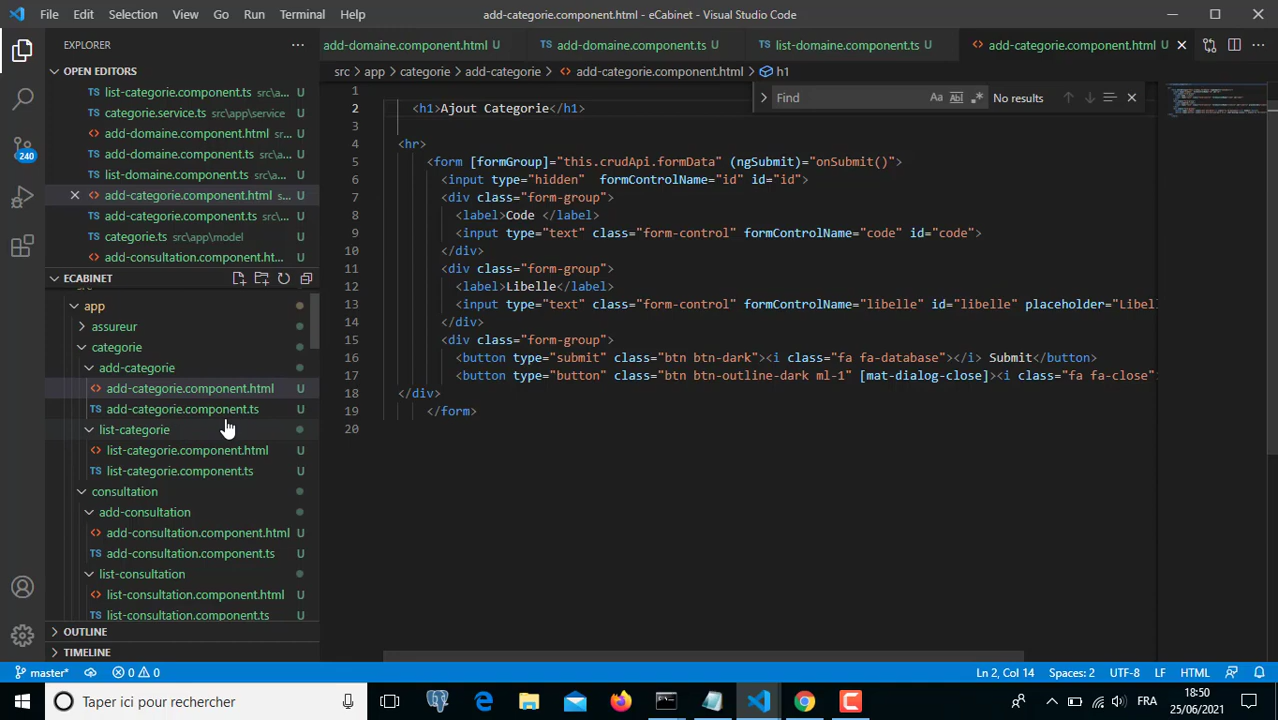 File Edit Selection View Go Run Terminal Help add-categorie.component.html - eCabinet - Visual Studio Code
EXPLORER
add-domaine.component.html U add-domaine.component.ts U list-domaine.component.ts U add-categorie.component.html U
OPEN EDITORS
src > app > categorie > add-categorie > add-categorie.component.html > h1
list-categorie.component.ts src\a... U
categorie.service.ts src\app\service U
add-domaine.component.html s... U
add-domaine.component.ts src\a... U
list-domaine.component.ts src\a... U
add-categorie.component.html s... U
add-categorie.component.ts src\... U
categorie.ts src\app\model U
add-consultation.component.ht... U
240
ECABINET
src
app
assureur
categorie
add-categorie
add-categorie.component.html U
add-categorie.component.ts U
list-categorie
list-categorie.component.html U
list-categorie.component.ts U
consultation
add-consultation
add-consultation.component.html U
add-consultation.component.ts U
list-consultation
list-consultation.component.html U
list-consultation.component.ts U
OUTLINE
TIMELINE
Find Aa Abl .* No results
1
2 <h1>Ajout Categorie</h1>
3
4 <hr>
5 <form [formGroup]="this.crudApi.formData" (ngSubmit)="onSubmit()">
6 <input type="hidden" formControlName="id" id="id">
7 <div class="form-group">
8 <label>Code </label>
9 <input type="text" class="form-control" formControlName="code" id="code">
10 </div>
11 <div class="form-group">
12 <label>Libelle</label>
13 <input type="text" class="form-control" formControlName="libelle" id="libelle" placeholder="Libell
14 </div>
15 <div class="form-group">
16 <button type="submit" class="btn btn-dark"><i class="fa fa-database"></i> Submit</button>
17 <button type="button" class="btn btn-outline-dark ml-1" [mat-dialog-close]><i class="fa fa-close"
18 </div>
19 </form>
20
master* 0 0 Ln 2, Col 14 Spaces: 2 UTF-8 LF HTML
Taper ici pour rechercher FRA 18:50
25/06/2021